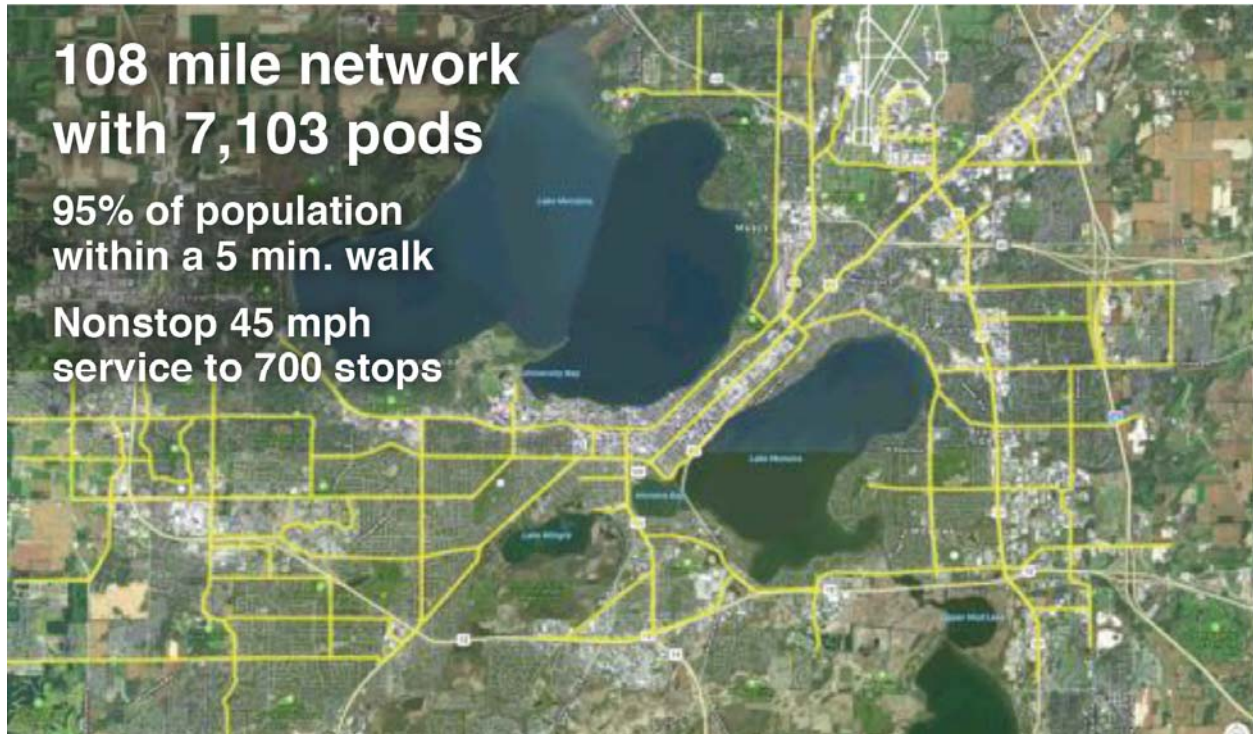 108 mile network
with 7,103 pods
95% of population
within a 5 min. walk
Nonstop 45 mph
service to 700 stops
Lake Mendota
University Bay
Lake Monona
Monona Bay
Lake Wingra
Upper Mud Lake